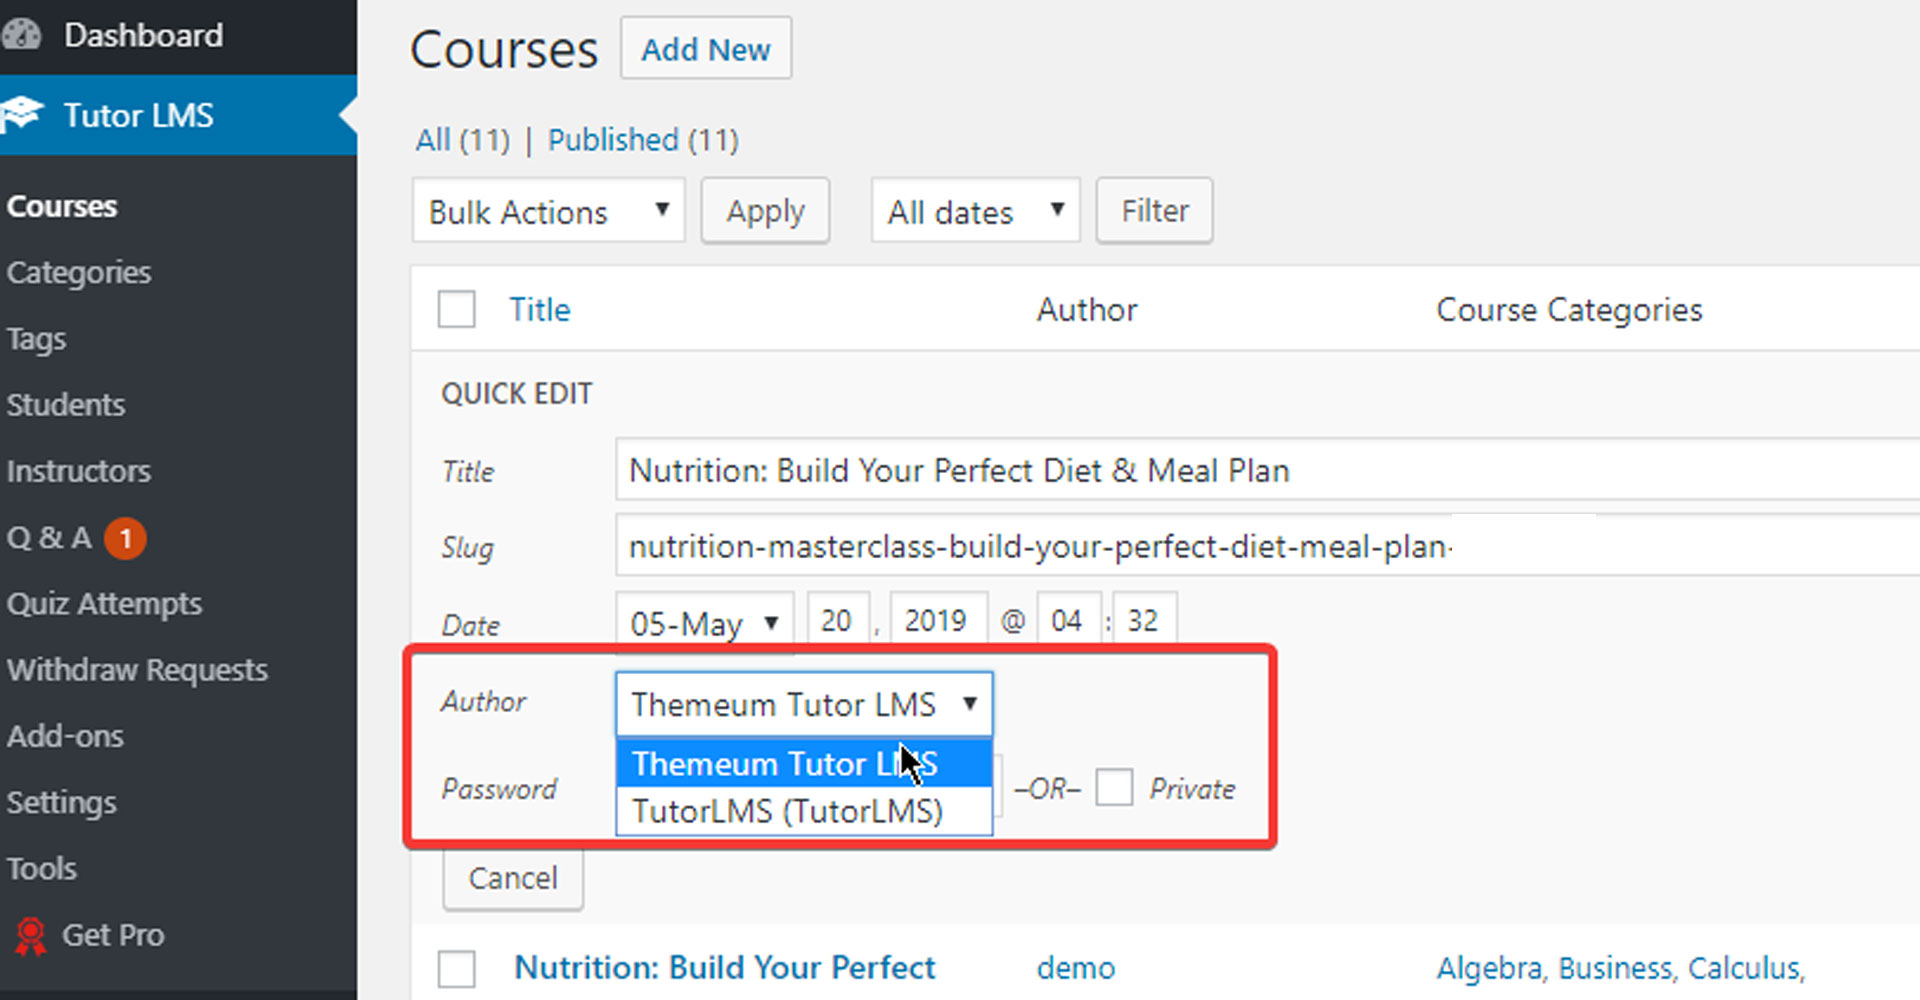 Dashboard
Tutor LMS
Courses
Categories
Tags
Students
Instructors
Q & A 1
Quiz Attempts
Withdraw Requests
Add-ons
Settings
Tools
Get Pro
Courses Add New
All (11) | Published (11)
Bulk Actions Apply All dates Filter
Title Author Course Categories
QUICK EDIT
Title Nutrition: Build Your Perfect Diet & Meal Plan
Slug nutrition-masterclass-build-your-perfect-diet-meal-plan-
Date 05-May 20 , 2019 @ 04 : 32
Author Themeum Tutor LMS
Themeum Tutor LMS
Password –OR– Private
TutorLMS (TutorLMS)
Cancel
Nutrition: Build Your Perfect demo Algebra, Business, Calculus,